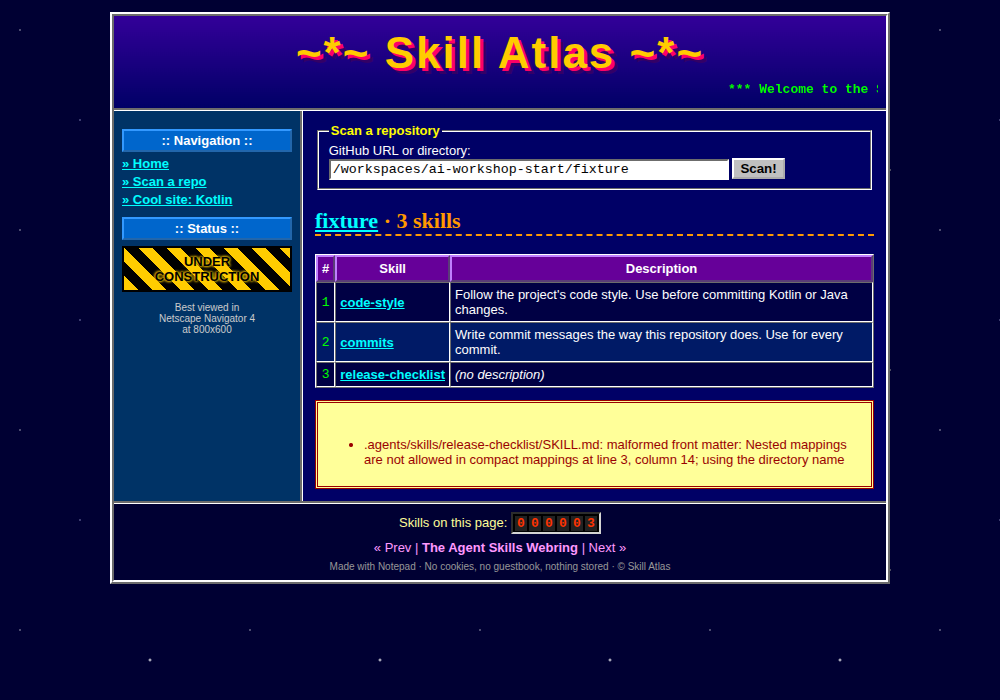 ~*~ Skill Atlas ~*~
*** Welcome to the
:: Navigation ::
» Home
» Scan a repo
» Cool site: Kotlin
:: Status ::
UNDER
CONSTRUCTION
Best viewed in
Netscape Navigator 4
at 800x600
Scan a repository
GitHub URL or directory:
/workspaces/ai-workshop-start/fixture Scan!
fixture · 3 skills
# Skill Description
1 code-style Follow the project's code style. Use before committing Kotlin or Java
changes.
2 commits Write commit messages the way this repository does. Use for every
commit.
3 release-checklist (no description)
• .agents/skills/release-checklist/SKILL.md: malformed front matter: Nested mappings
are not allowed in compact mappings at line 3, column 14; using the directory name
Skills on this page: 000003
« Prev | The Agent Skills Webring | Next »
Made with Notepad · No cookies, no guestbook, nothing stored · © Skill Atlas